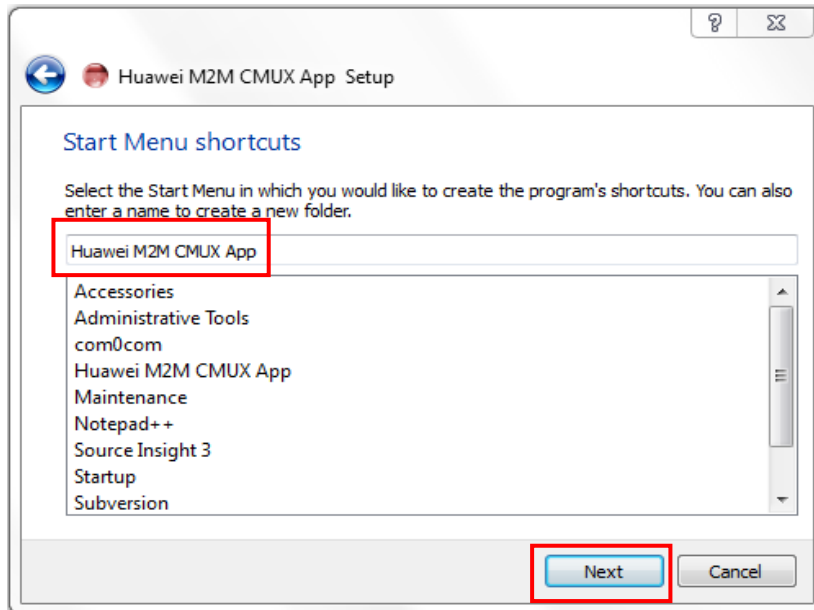 ?
Huawei M2M CMUX App Setup
Start Menu shortcuts
Select the Start Menu in which you would like to create the program's shortcuts. You can also
enter a name to create a new folder.
Huawei M2M CMUX App
Accessories
Administrative Tools
com0com
Huawei M2M CMUX App
Maintenance
Notepad++
Source Insight 3
Startup
Subversion
Next Cancel